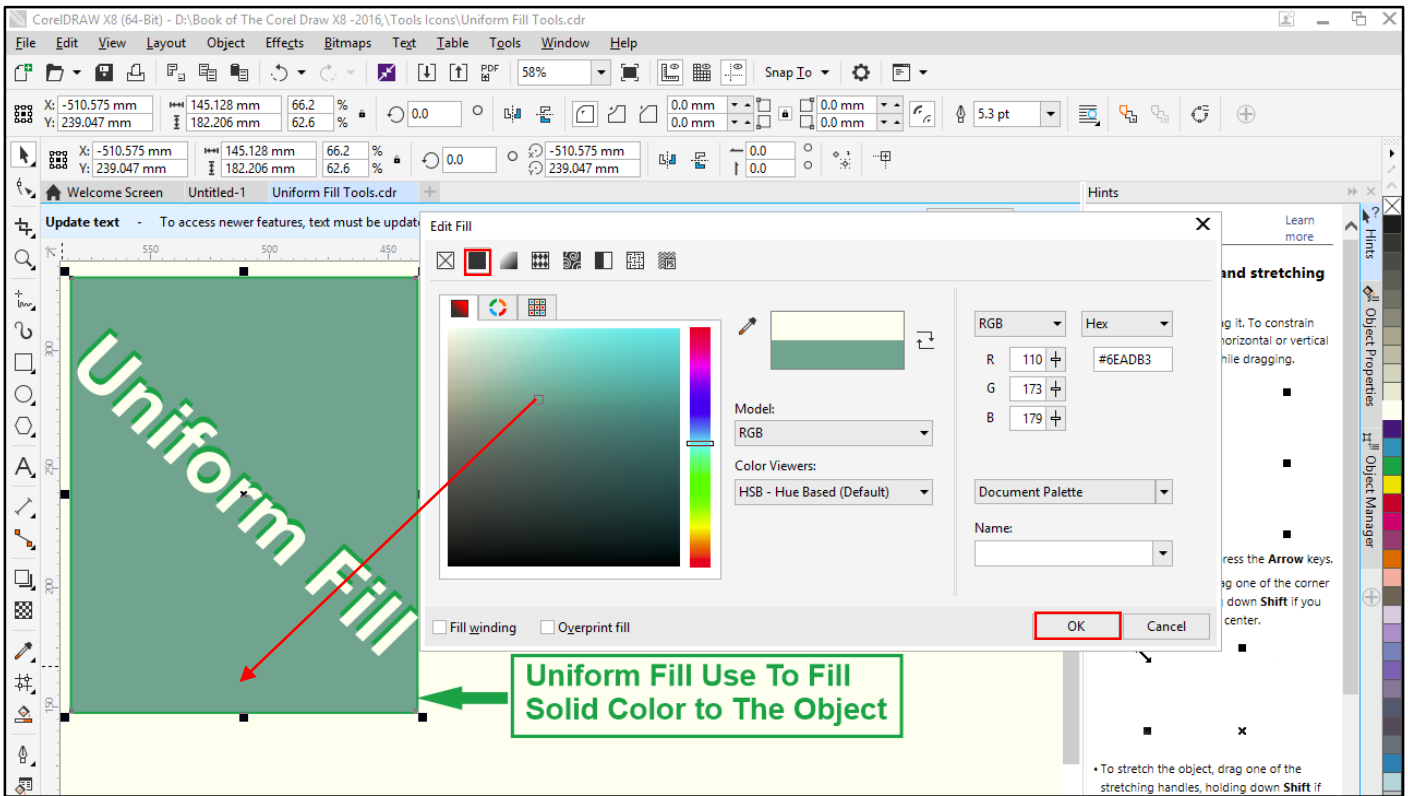 CorelDRAW X8 (64-Bit) - D:\Book of The Corel Draw X8 -2016,\Tools Icons\Uniform Fill Tools.cdr
File Edit View Layout Object Effects Bitmaps Text Table Tools Window Help
PDF 58% Snap To
X: -510.575 mm 145.128 mm 66.2 % 0.0 0.0 mm 0.0 mm 5.3 pt
Y: 239.047 mm 182.206 mm 62.6 % 0.0 mm 0.0 mm
X: -510.575 mm 145.128 mm 66.2 % 0.0 -510.575 mm 0.0
Y: 239.047 mm 182.206 mm 62.6 % 239.047 mm 0.0
Welcome Screen Untitled-1 Uniform Fill Tools.cdr
Update text - To access newer features, text must be update
550 500 450
300
250
200
150
Uniform Fill
Edit Fill
RGB Hex
R 110 #6EADB3
G 173
B 179
Model:
RGB
Color Viewers:
HSB - Hue Based (Default)
Document Palette
Name:
Fill winding Overprint fill
OK Cancel
Uniform Fill Use To Fill
Solid Color to The Object
Hints
Learn
more
and stretching
ag it. To constrain
horizontal or vertical
hile dragging.
ress the Arrow keys.
ag one of the corner
down Shift if you
center.
• To stretch the object, drag one of the
stretching handles, holding down Shift if
Hints
Object Properties
Object Manager